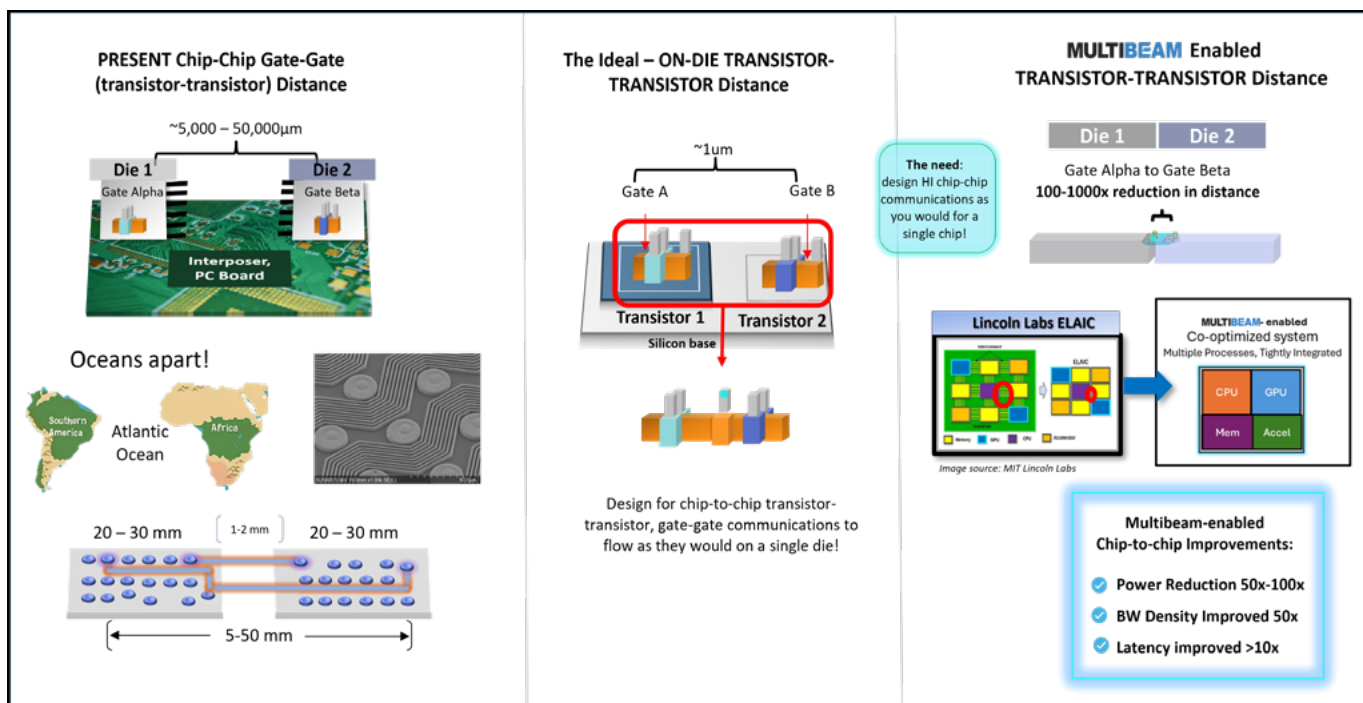 PRESENT Chip-Chip Gate-Gate
(transistor-transistor) Distance
~5,000 – 50,000µm
Die 1
Die 2
Gate Alpha
Gate Beta
Interposer,
PC Board
Oceans apart!
Southern
America
Atlantic
Ocean
Africa
20 – 30 mm
1-2 mm
20 – 30 mm
5-50 mm
The Ideal – ON-DIE TRANSISTOR-
TRANSISTOR Distance
~1um
Gate A
Gate B
Transistor 1
Transistor 2
Silicon base
Design for chip-to-chip transistor-
transistor, gate-gate communications to
flow as they would on a single die!
The need:
design HI chip-chip
communications as
you would for a
single chip!
MULTIBEAM Enabled
TRANSISTOR-TRANSISTOR Distance
Die 1
Die 2
Gate Alpha to Gate Beta
100-1000x reduction in distance
Lincoln Labs ELAIC
Interconnect
ELAIC
Memory
CPU
Accelerator
Image source: MIT Lincoln Labs
MULTIBEAM- enabled
Co-optimized system
Multiple Processes, Tightly Integrated
CPU
GPU
Mem
Accel
Multibeam-enabled
Chip-to-chip Improvements:
Power Reduction 50x-100x
BW Density Improved 50x
Latency improved >10x